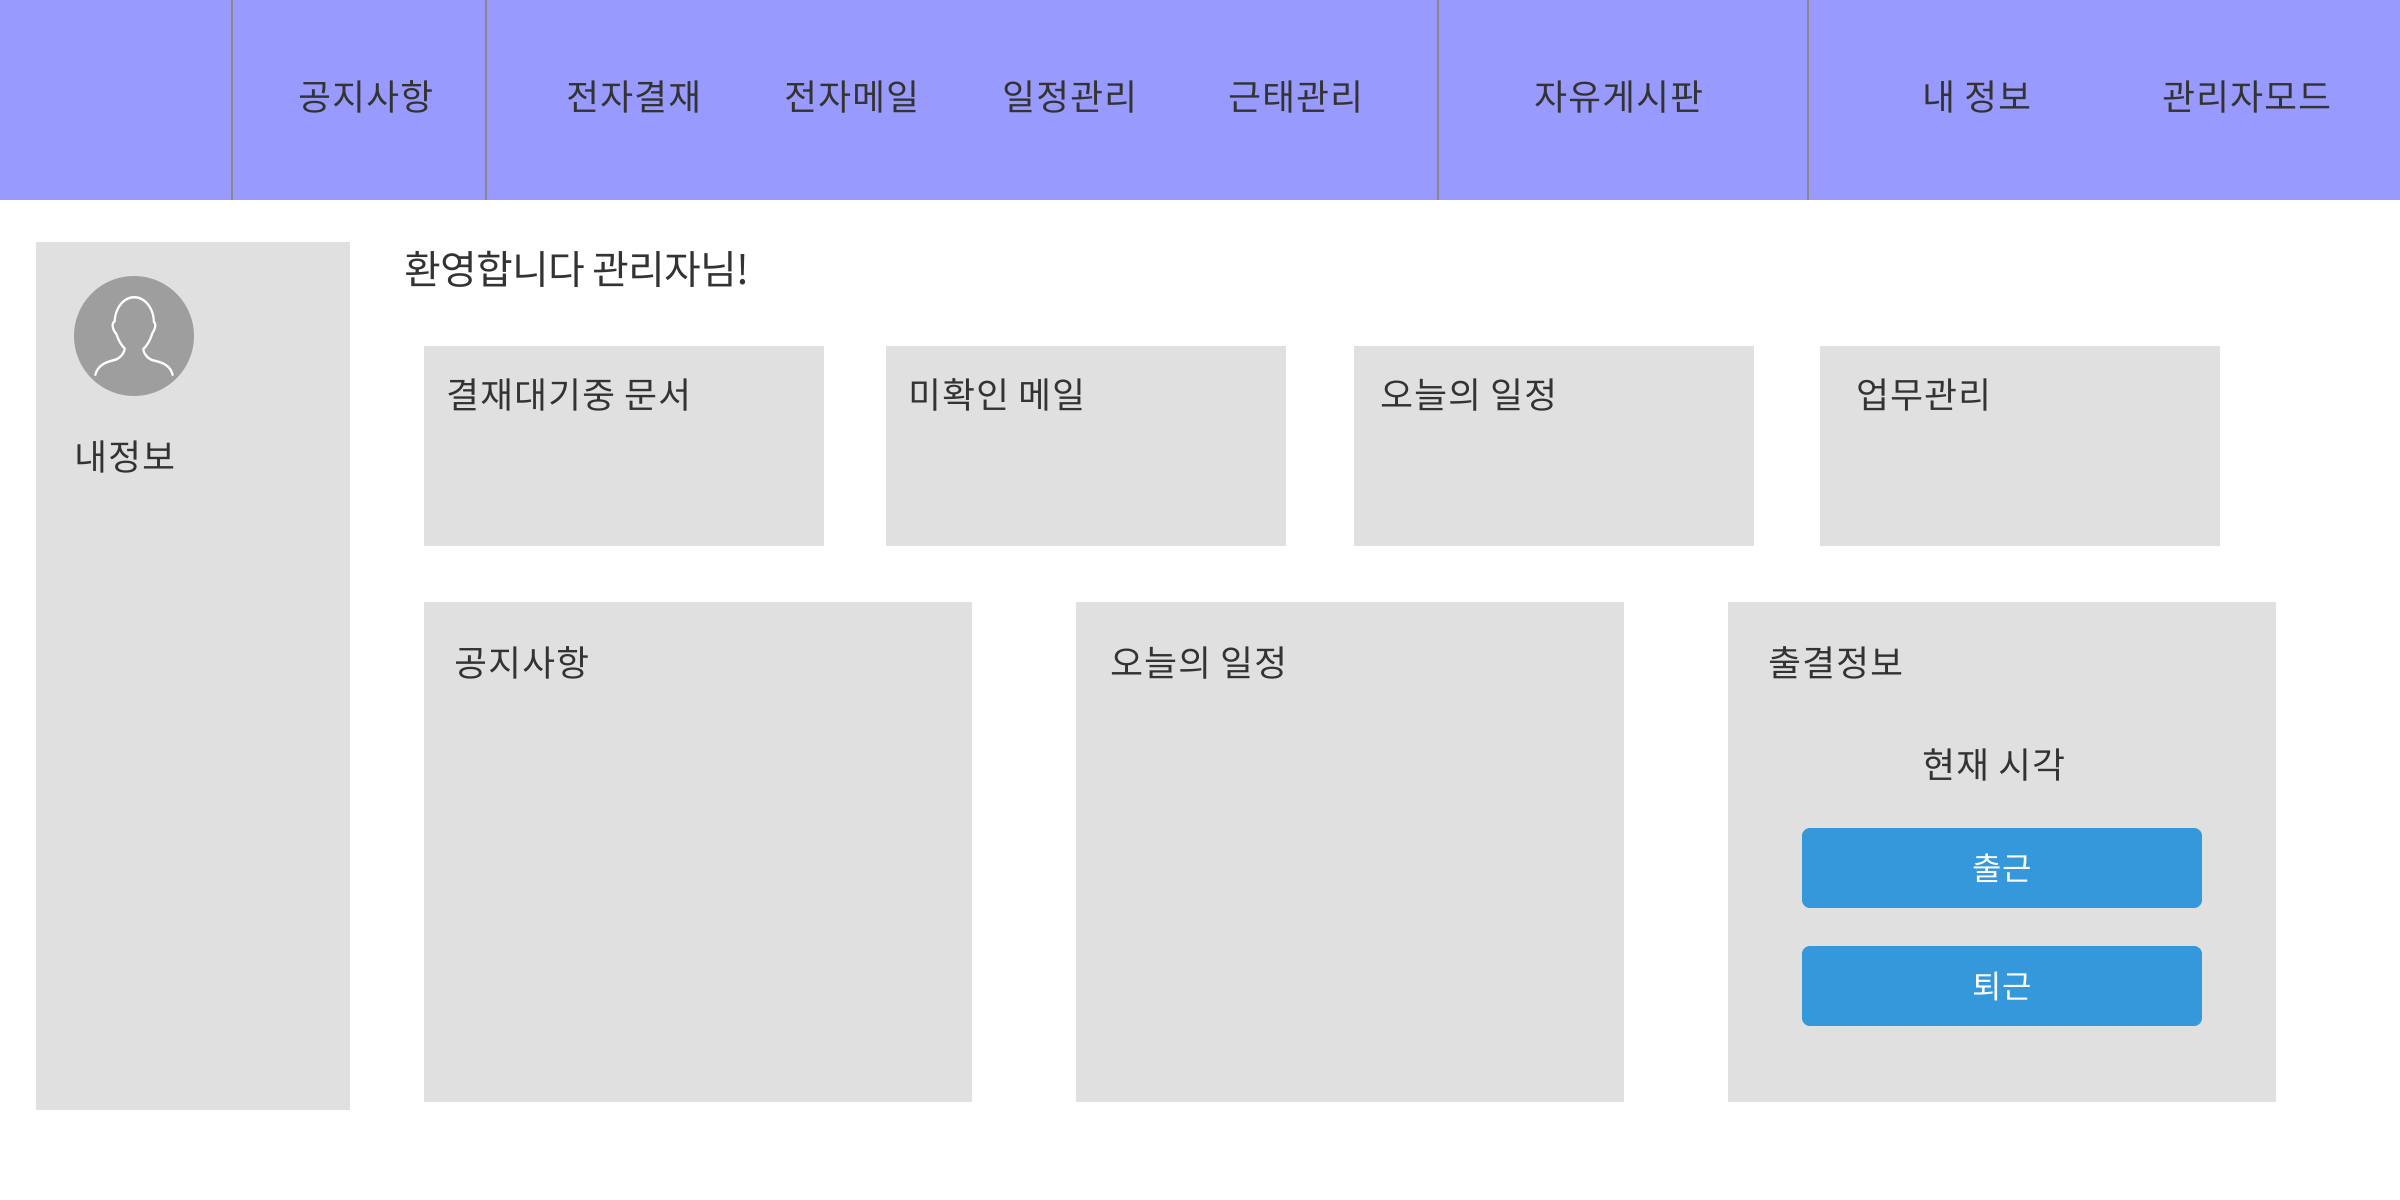 공지사항
전자결재
전자메일
일정관리
근태관리
자유게시판
내 정보
관리자모드
내정보
환영합니다 관리자님!
결재대기중 문서
미확인 메일
오늘의 일정
업무관리
공지사항
오늘의 일정
출결정보
현재 시각
출근
퇴근